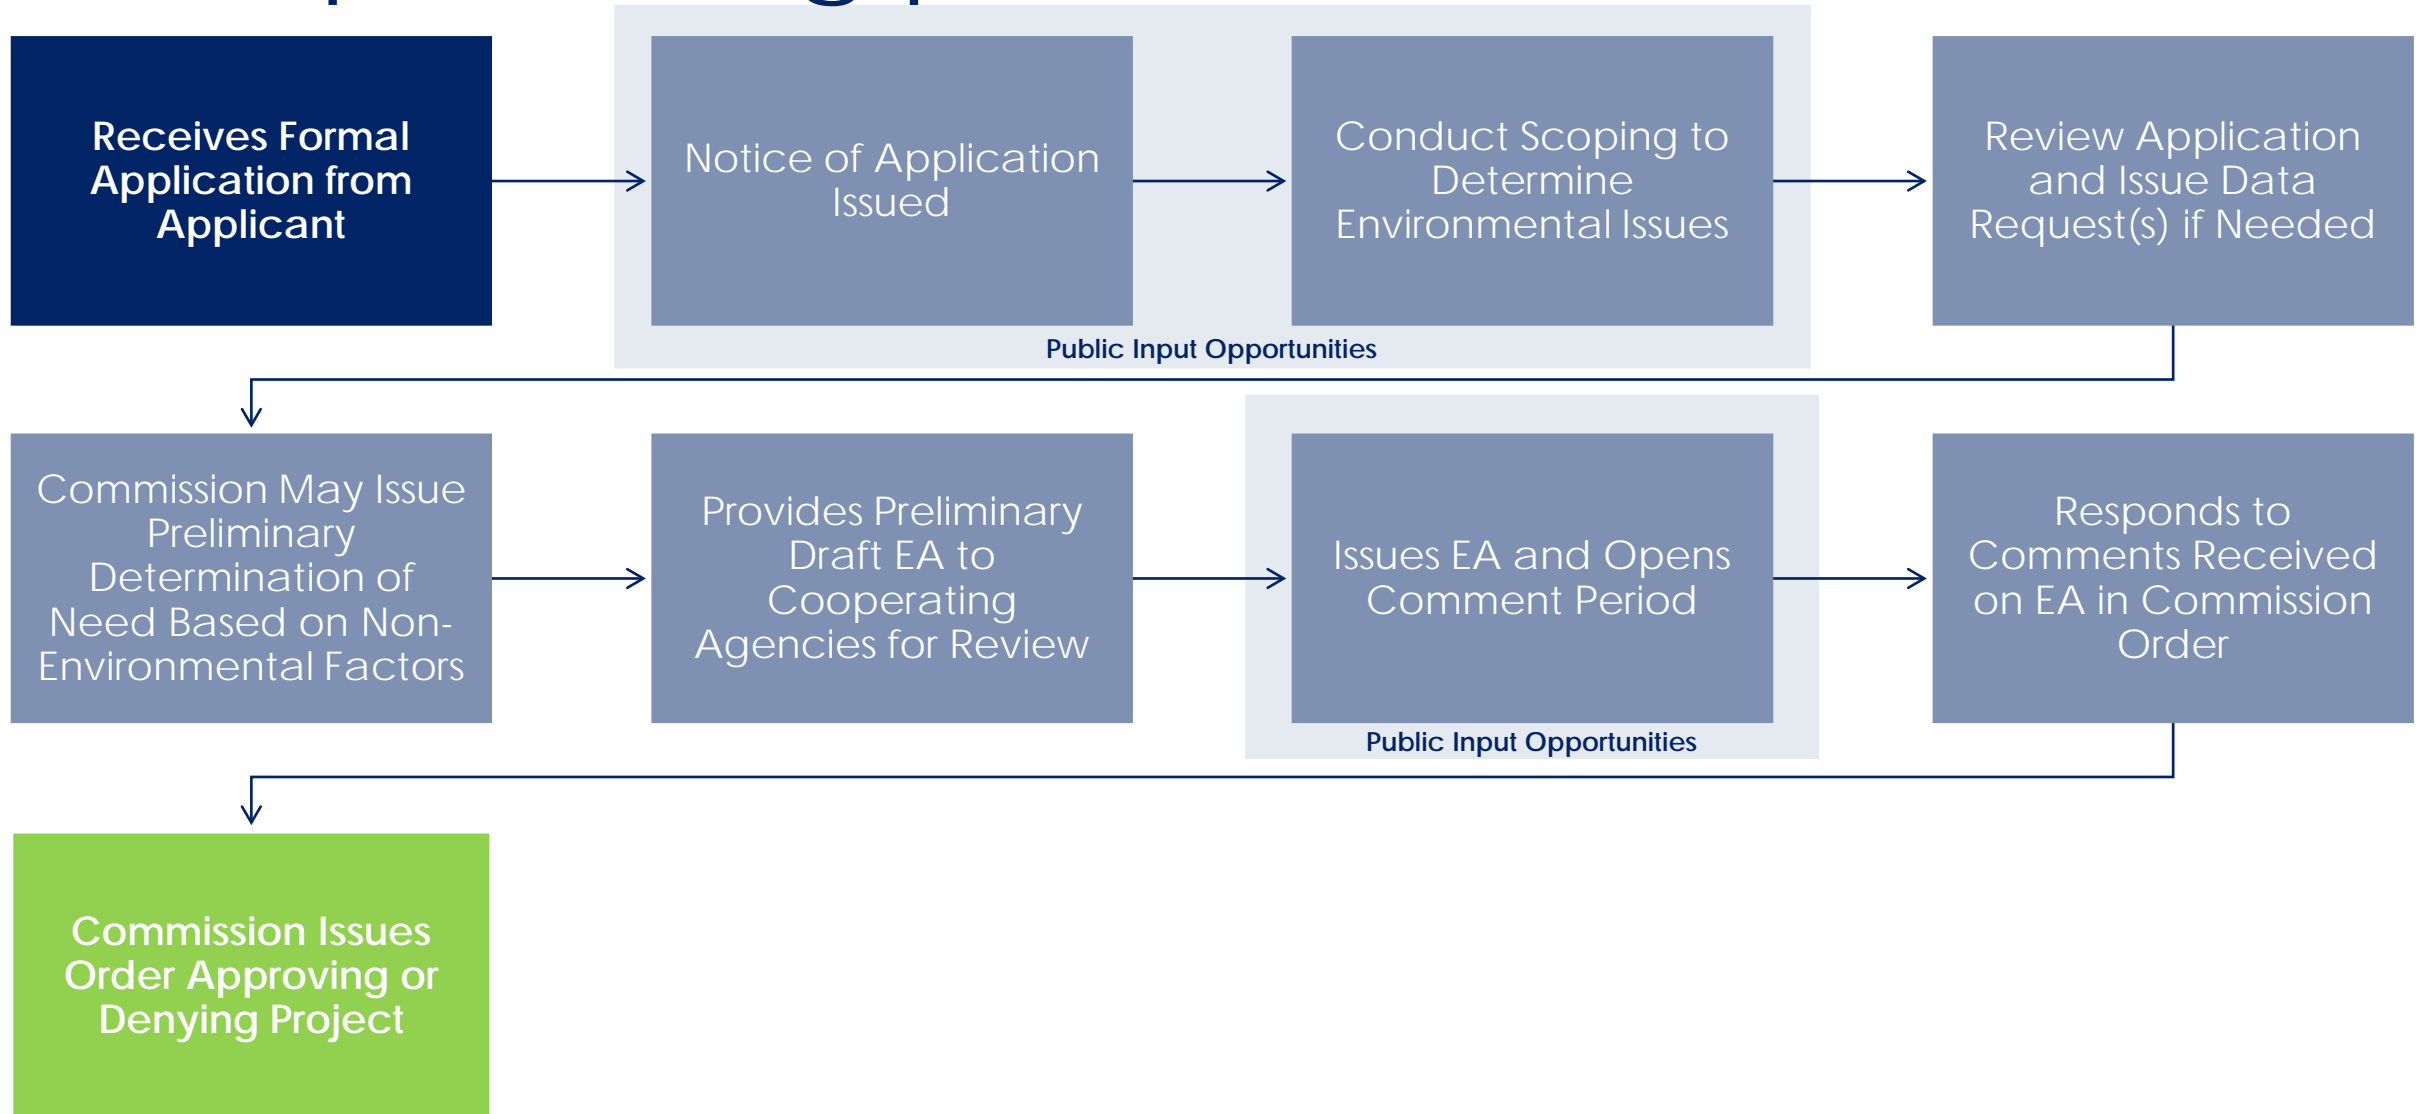 Receives Formal
Application from
Applicant
Notice of Application
Issued
Conduct Scoping to
Determine
Environmental Issues
Review Application
and Issue Data
Request(s) if Needed
Public Input Opportunities
Commission May Issue
Preliminary
Determination of
Need Based on Non-
Environmental Factors
Provides Preliminary
Draft EA to
Cooperating
Agencies for Review
Issues EA and Opens
Comment Period
Responds to
Comments Received
on EA in Commission
Order
Public Input Opportunities
Commission Issues
Order Approving or
Denying Project